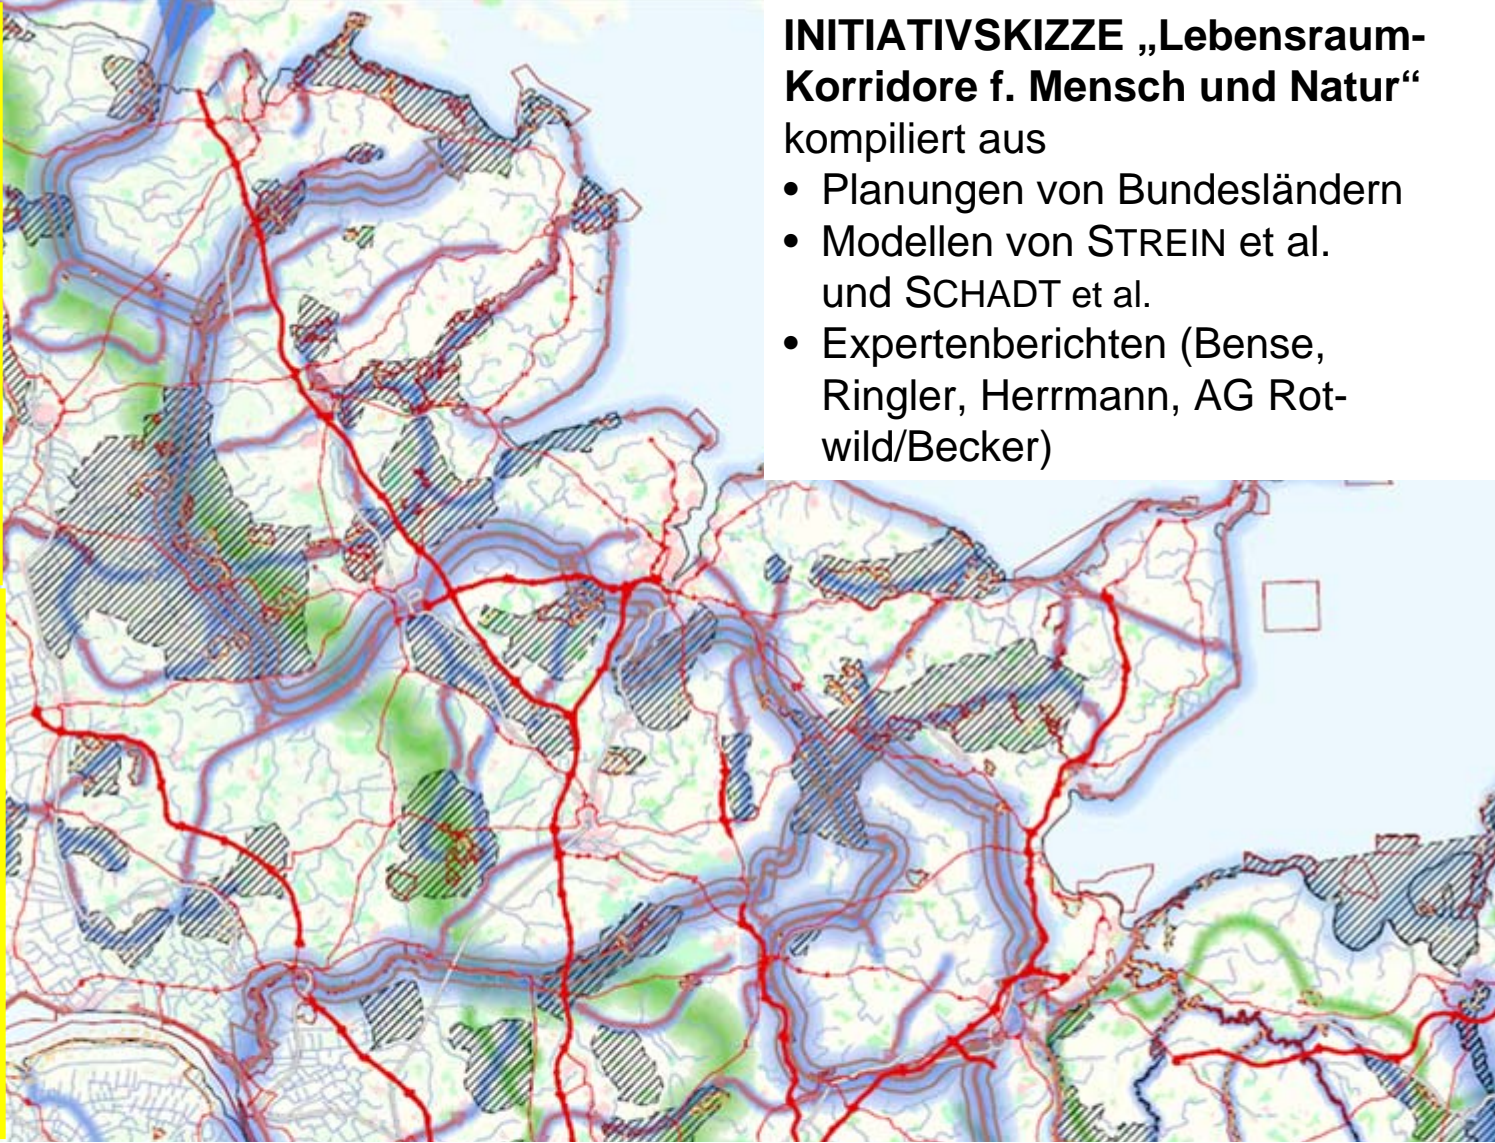 INITIATIVSKIZZE „Lebensraum-
Korridore f. Mensch und Natur“
kompiliert aus
• Planungen von Bundesländern
• Modellen von STREIN et al.
und SCHADT et al.
• Expertenberichten (Bense,
Ringler, Herrmann, AG Rot-
wild/Becker)